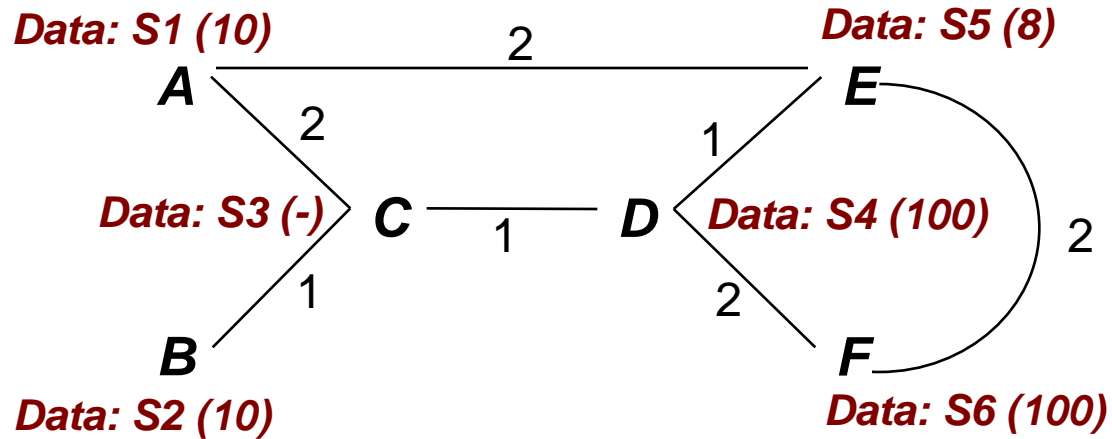 Data: S1 (10)
Data: S5 (8)
2
A
E
2
1
Data: S3 (-)
C
D
Data: S4 (100)
1
2
1
2
B
F
Data: S2 (10)
Data: S6 (100)